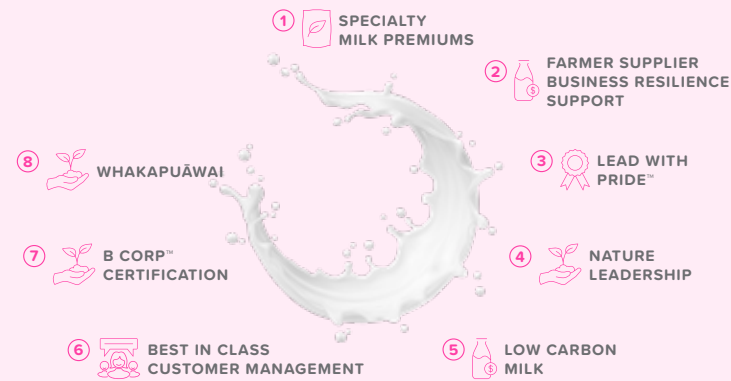 1 SPECIALTY
MILK PREMIUMS
2 FARMER SUPPLIER
BUSINESS RESILIENCE
SUPPORT
$
3 LEAD WITH
PRIDE™
4 NATURE
LEADERSHIP
5 LOW CARBON
MILK
$
6 BEST IN CLASS
CUSTOMER MANAGEMENT
7 B CORP™
CERTIFICATION
8 WHAKAPUĀWAI